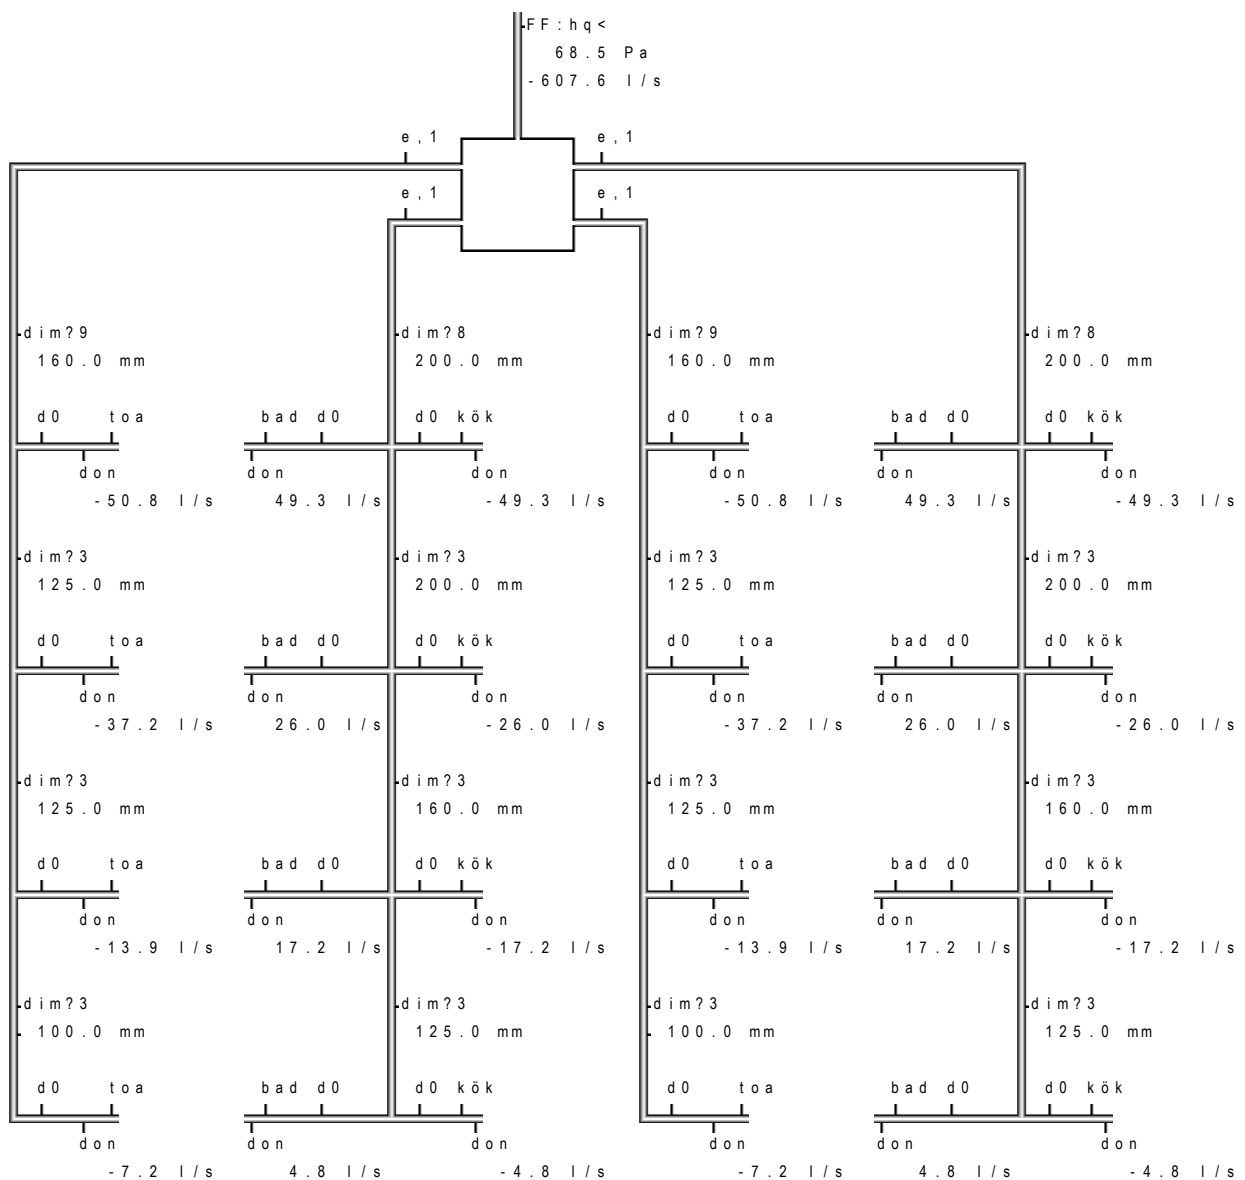 FF:hq<
68.5 Pa
-607.6 l/s
e,1 e,1
e,1 e,1
dim?9 dim?8 dim?9 dim?8
160.0 mm 200.0 mm 160.0 mm 200.0 mm
d0 toa bad d0 d0 kök d0 toa bad d0 d0 kök
don don don don don don
-50.8 l/s 49.3 l/s -49.3 l/s -50.8 l/s 49.3 l/s -49.3 l/s
dim?3 dim?3 dim?3 dim?3
125.0 mm 200.0 mm 125.0 mm 200.0 mm
d0 toa bad d0 d0 kök d0 toa bad d0 d0 kök
don don don don don don
-37.2 l/s 26.0 l/s -26.0 l/s -37.2 l/s 26.0 l/s -26.0 l/s
dim?3 dim?3 dim?3 dim?3
125.0 mm 160.0 mm 125.0 mm 160.0 mm
d0 toa bad d0 d0 kök d0 toa bad d0 d0 kök
don don don don don don
-13.9 l/s 17.2 l/s -17.2 l/s -13.9 l/s 17.2 l/s -17.2 l/s
dim?3 dim?3 dim?3 dim?3
100.0 mm 125.0 mm 100.0 mm 125.0 mm
d0 toa bad d0 d0 kök d0 toa bad d0 d0 kök
don don don don don don
-7.2 l/s 4.8 l/s -4.8 l/s -7.2 l/s 4.8 l/s -4.8 l/s